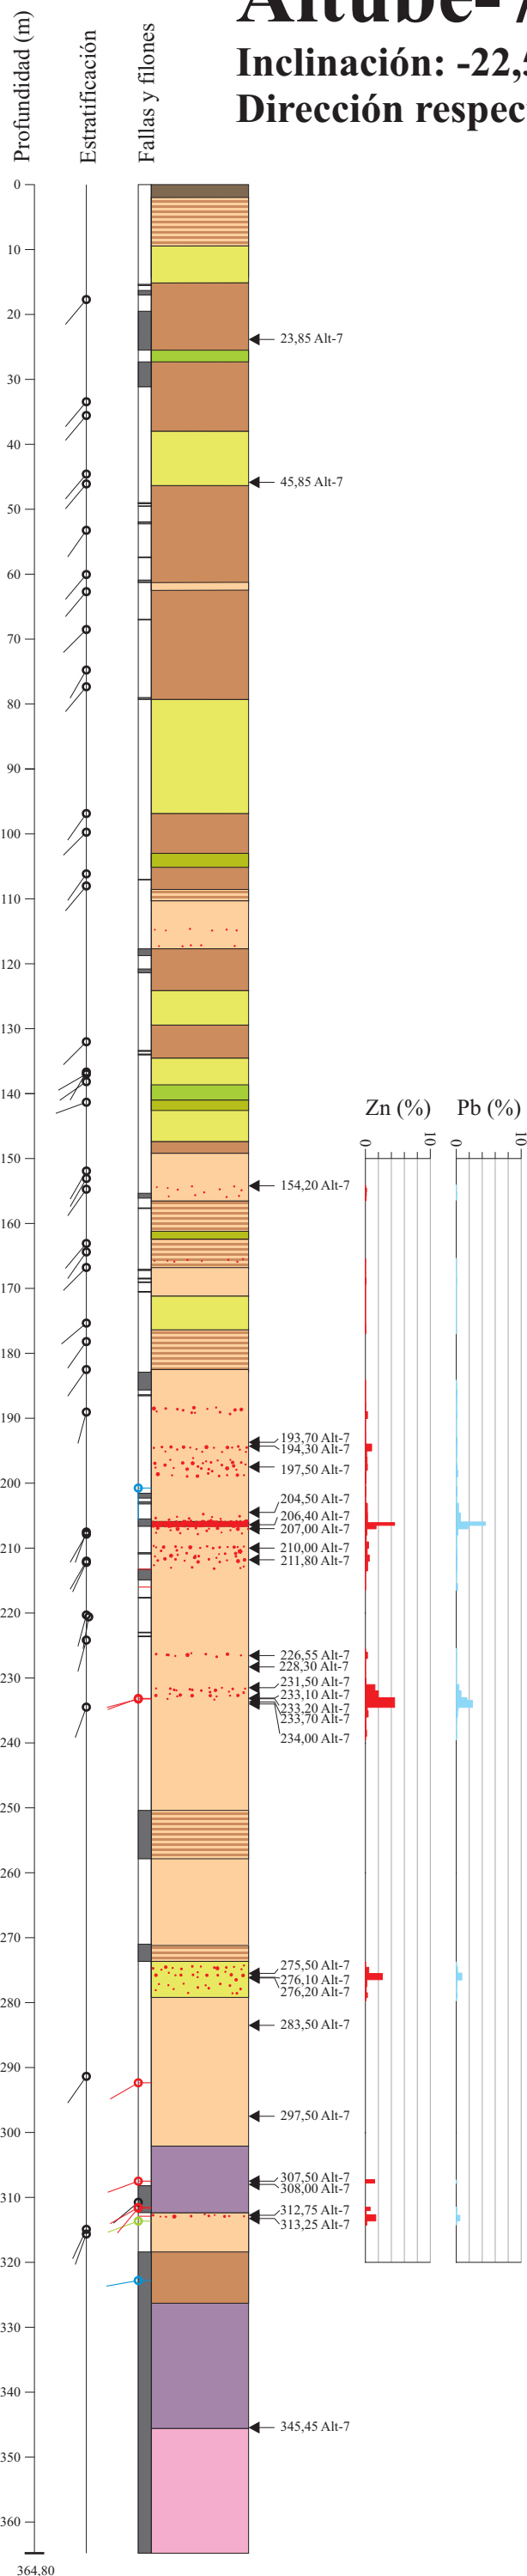 Altube-7
Inclinación: -22,5
Dirección respec
Profundidad (m)
Estratificación
Fallas y filones
0
10
20
30
40
50
60
70
80
90
100
110
120
130
140
150
160
170
180
190
200
210
220
230
240
250
260
270
280
290
300
310
320
330
340
350
360
364,80
23,85 Alt-7
45,85 Alt-7
154,20 Alt-7
193,70 Alt-7
194,30 Alt-7
197,50 Alt-7
204,50 Alt-7
206,40 Alt-7
207,00 Alt-7
210,00 Alt-7
211,80 Alt-7
226,55 Alt-7
228,30 Alt-7
231,50 Alt-7
233,10 Alt-7
233,20 Alt-7
233,70 Alt-7
234,00 Alt-7
275,50 Alt-7
276,10 Alt-7
276,20 Alt-7
283,50 Alt-7
297,50 Alt-7
307,50 Alt-7
308,00 Alt-7
312,75 Alt-7
313,25 Alt-7
345,45 Alt-7
Zn (%)
0
10
Pb (%)
0
10